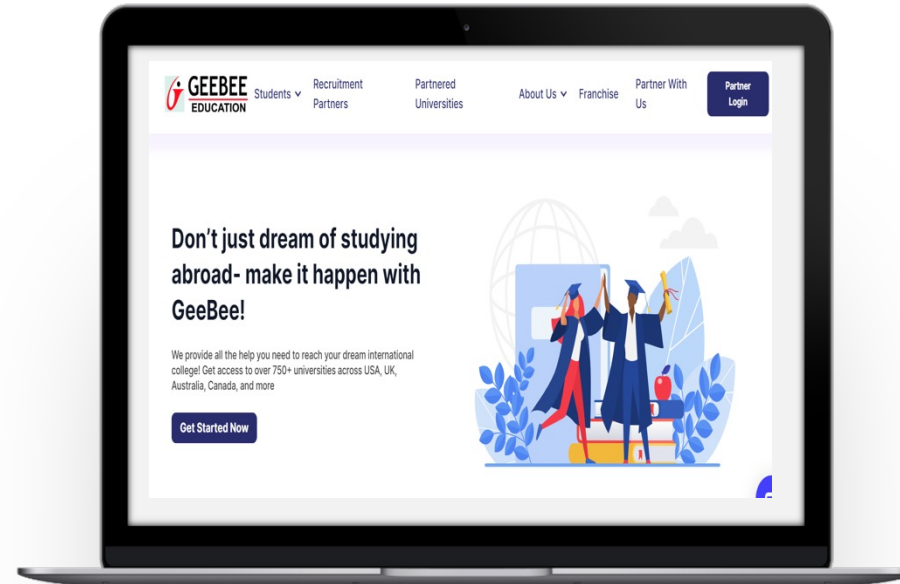 GEEBEE
EDUCATION
Students
Recruitment
Partners
Partnered
Universities
About Us
Franchise
Partner With
Us
Partner
Login
Don't just dream of studying
abroad- make it happen with
GeeBee!
We provide all the help you need to reach your dream international
college! Get access to over 750+ universities across USA, UK,
Australia, Canada, and more
Get Started Now